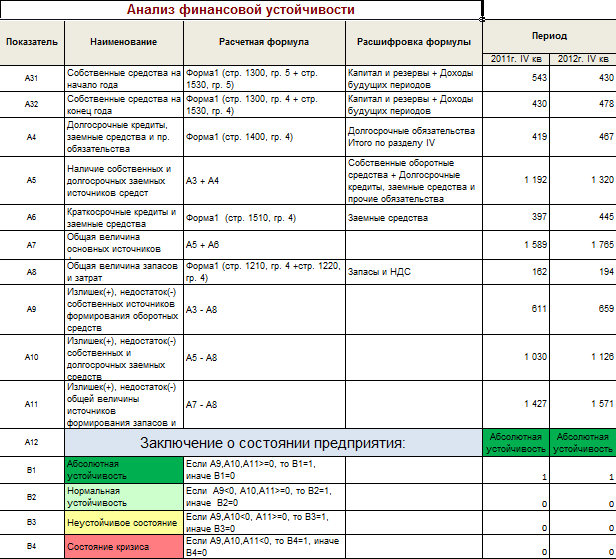 Анализ финансовой устойчивости
Показатель Наименование Расчетная формула Расшифровка формулы Период
2011г. IV кв 2012г. IV кв
А31 Собственные средства на Форма1 (стр. 1300, гр. 5 + стр. Капитал и резервы + Доходы 543 430
начало года 1530, гр. 5) будущих периодов
А32 Собственные средства на Форма1 (стр. 1300, гр. 4 + стр. Капитал и резервы + Доходы 430 478
конец года 1530, гр. 4) будущих периодов
А4 Долгосрочные кредиты, Форма1 (стр. 1400, гр. 4) Долгосрочные обязательства 419 467
заемные средства и пр. Итого по разделу IV
обязательства
А5 Наличие собственных и А3 + А4 Собственные оборотные 1 192 1 320
долгосрочных заемных средства + Долгосрочные
источников средст кредиты, заемные средства и
прочие обязательства
А6 Краткосрочные кредиты и Форма1 (стр. 1510, гр. 4) Заемные средства 397 445
заемные средства
А7 Общая величина А5 + А6 1 589 1 765
основных источников
А8 Общая величина запасов Форма1 (стр. 1210, гр. 4 +стр. 1220, Запасы и НДС 162 194
и затрат гр. 4)
А9 Излишек(+), недостаток(-) А3 - А8 611 659
собственных источников
формирования оборотных
средств
А10 Излишек(+), недостаток(-) А5 - А8 1 030 1 126
собственных и
долгосрочных заемных
средств
А11 Излишек(+), недостаток(-) А7 - А8 1 427 1 571
общей величины
источников
формирования запасов и
А12 Заключение о состоянии предприятия: Абсолютная Абсолютная
устойчивость устойчивость
В1 Абсолютная Если А9,А10,А11>=0, то В1=1, 1 1
устойчивость иначе В1=0
В2 Нормальная Если А9<0, А10,А11>=0, то В2=1, 0 0
устойчивость иначе В2=0
В3 Неустойчивое состояние Если А9,А10<0, А11>=0, то В3=1, 0 0
иначе В3=0
В4 Состояние кризиса Если А9,А10,А11<0, то В4=1, иначе 0 0
В4=0